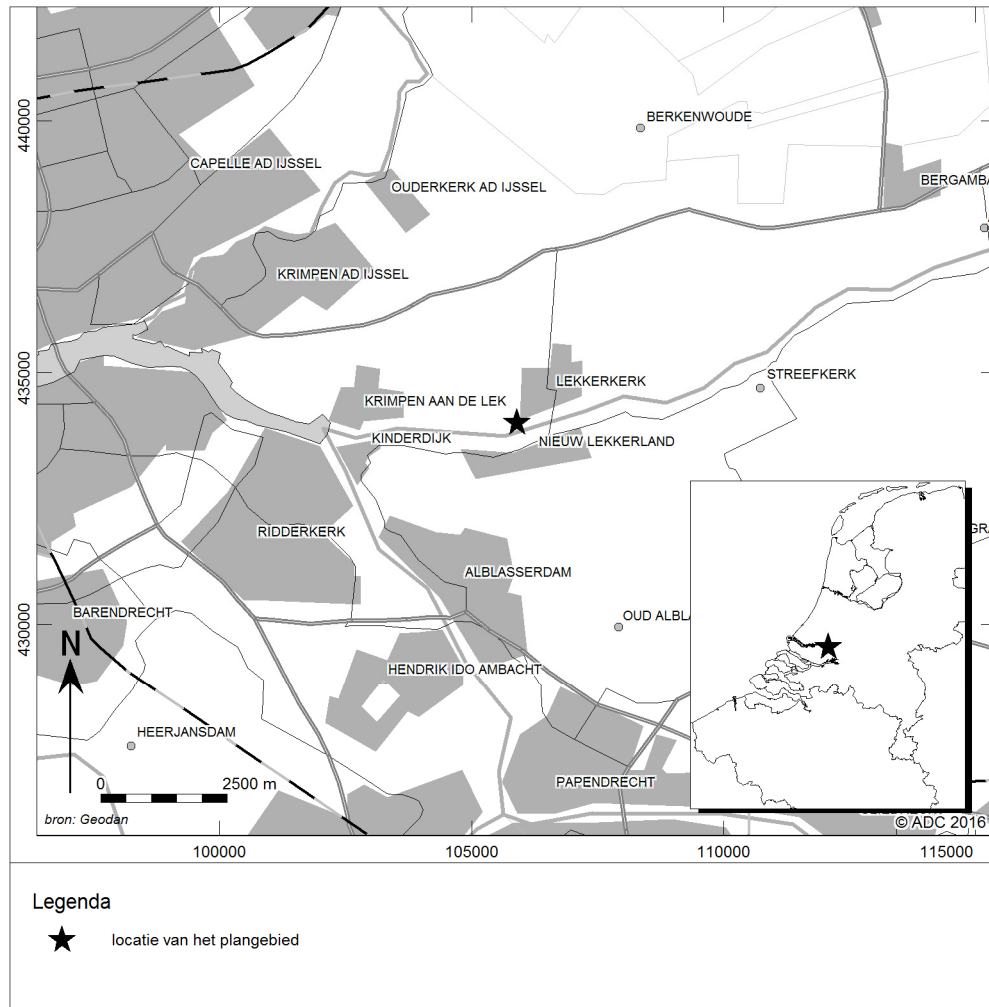 440000
435000
430000
BERKENWOUDE
CAPELLE AD IJSSEL
OUDERKERK AD IJSSEL
BERGAMBA
KRIMPEN AD IJSSEL
LEKKERKERK
STREEFKERK
KRIMPEN AAN DE LEK
KINDERDIJK
NIEUW LEKKERLAND
RIDDERKERK
GRA
ALBLASSERDAM
BARENDRECHT
OUD ALBLA
N
HENDRIK IDO AMBACHT
HEERJANSDAM
PAPENDRECHT
0 2500 m
bron: Geodan
© ADC 2016
100000 105000 110000 115000
Legenda
locatie van het plangebied